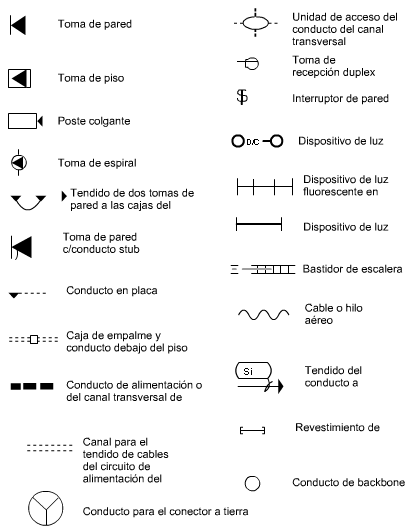 Toma de pared
Toma de piso
Poste colgante
Toma de espiral
Tendido de dos tomas de
pared a las cajas del
Toma de pared
c/conducto stub
Conducto en placa
Caja de empalme y
conducto debajo del piso
Conducto de alimentación o
del canal transversal de
Canal para el
tendido de cables
del circuito de
alimentación del
Conducto para el conector a tierra
Unidad de acceso del
conducto del canal
transversal
Toma de
recepción duplex
$
Interruptor de pared
D/C
Dispositivo de luz
Dispositivo de luz
fluorescente en
Dispositivo de luz
Bastidor de escalera
Cable o hilo
aéreo
Si
Tendido del
conducto a
Revestimiento de
Conducto de backbone